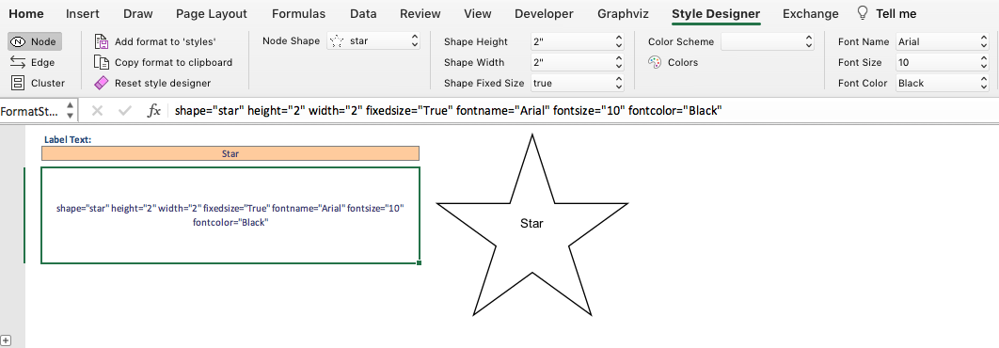 Home Insert Draw Page Layout Formulas Data Review View Developer Graphviz Style Designer Exchange Tell me
N Node Add format to 'styles' Node Shape star Shape Height 2" Color Scheme Font Name Arial
Edge Copy format to clipboard Shape Width 2" Colors Font Size 10
Cluster Reset style designer Shape Fixed Size true Font Color Black
FormatSt... fx shape="star" height="2" width="2" fixedsize="True" fontname="Arial" fontsize="10" fontcolor="Black"
Label Text:
Star
shape="star" height="2" width="2" fixedsize="True" fontname="Arial" fontsize="10"
fontcolor="Black"
Star